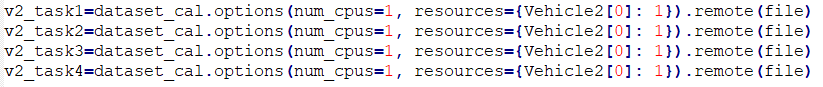 v2_task1=dataset_cal.options(num_cpus=1, resources={Vehicle2[0]: 1}).remote(file)
v2_task2=dataset_cal.options(num_cpus=1, resources={Vehicle2[0]: 1}).remote(file)
v2_task3=dataset_cal.options(num_cpus=1, resources={Vehicle2[0]: 1}).remote(file)
v2_task4=dataset_cal.options(num_cpus=1, resources={Vehicle2[0]: 1}).remote(file)